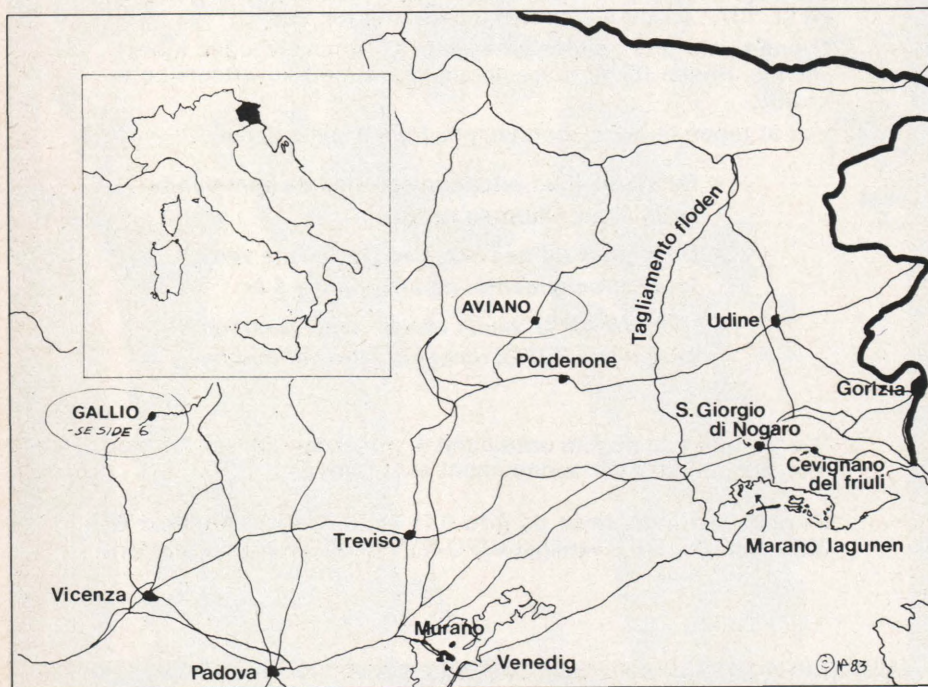 Tagliamento floden
AVIANO
Udine
Pordenone
Gorizia
GALLIO
-SE SIDE 6
S. Giorgio
di Nogaro
Cevignano
del friuli
Treviso
Marano lagunen
Vicenza
Murano
Venedig
Padova
83